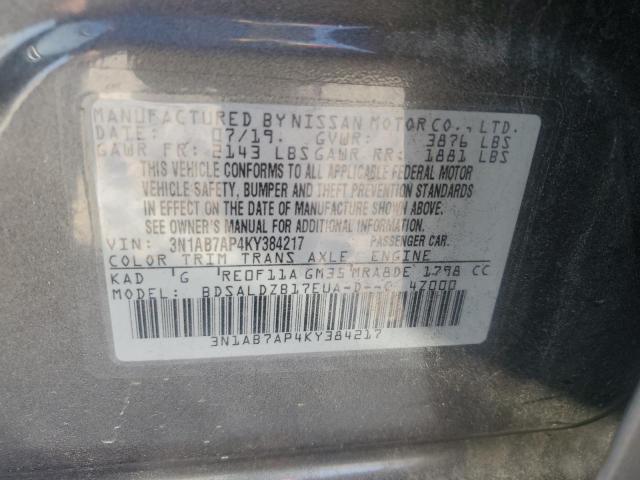 MANUFACTURED BY NISSAN MOTOR CO., LTD.
DATE: 07/19. GVWR: 3876 LBS
GAWR FR: 2143 LBS GAWR RR: 1881 LBS
THIS VEHICLE CONFORMS TO ALL APPLICABLE FEDERAL MOTOR
VEHICLE SAFETY, BUMPER AND THEFT PREVENTION STANDARDS
IN EFFECT ON THE DATE OF MANUFACTURE SHOWN ABOVE.
SEE OWNER'S MANUAL FOR ADDITIONAL INFORMATION.
VIN: 3N1AB7AP4KY384217 PASSENGER CAR.
COLOR TRIM TRANS AXLE ENGINE
KAD G RE0F11A GM35 MRA8DE 1798 CC
MODEL: BDSALDZB17EUA-D--C 4Z000
3N1AB7AP4KY384217